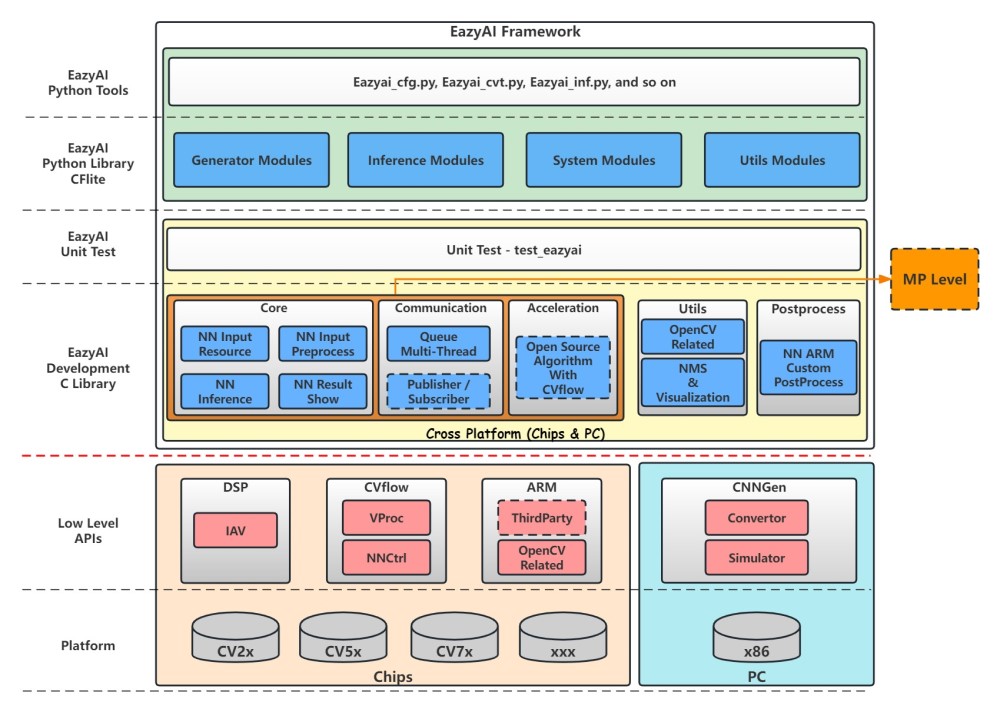 EazyAI Framework
EazyAI
Python Tools
Eazyai_cfg.py, Eazyai_cvt.py, Eazyai_inf.py, and so on
EazyAI
Python Library
CFlite
Generator Modules
Inference Modules
System Modules
Utils Modules
EazyAI
Unit Test
Unit Test - test_eazyai
MP Level
EazyAI
Development
C Library
Core
NN Input
Resource
NN Input
Preprocess
NN
Inference
NN Result
Show
Communication
Queue
Multi-Thread
Publisher /
Subscriber
Acceleration
Open Source
Algorithm
With
CVflow
Utils
OpenCV
Related
NMS
&
Visualization
Postprocess
NN ARM
Custom
PostProcess
Cross Platform (Chips & PC)
Low Level
APIs
DSP
IAV
CVflow
VProc
NNCtrl
ARM
ThirdParty
OpenCV
Related
CNNGen
Convertor
Simulator
Platform
CV2x
CV5x
CV7x
xxx
x86
Chips
PC